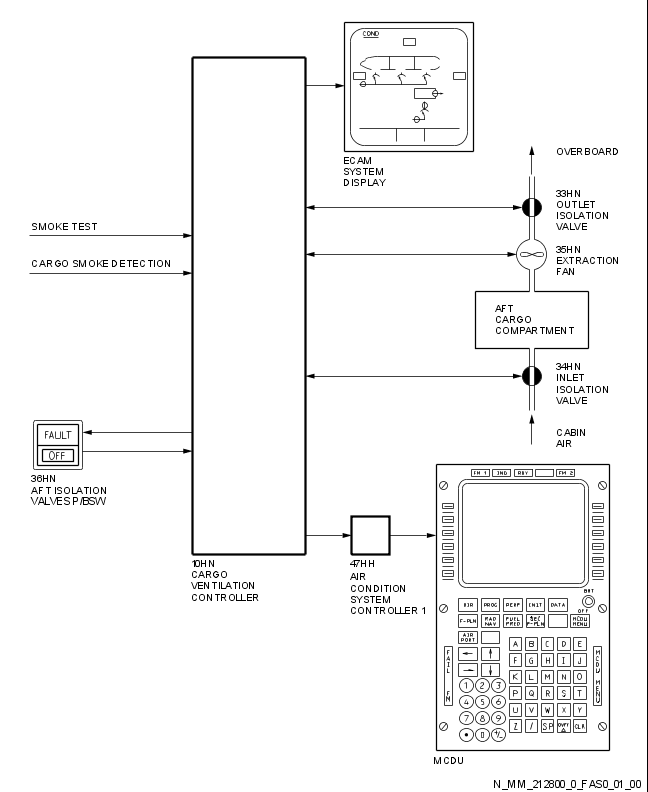 COND
ECAM
SYSTEM
DISPLAY
OVERBOARD
33HN
OUTLET
ISOLATION
VALVE
SMOKE TEST
35HN
EXTRACTION
FAN
CARGO SMOKE DETECTION
AFT
CARGO
COMPARTMENT
34HN
INLET
ISOLATION
VALVE
FAULT
OFF
CABIN
AIR
36HN
AFT ISOLATION
VALVES P/BSW
10HN
CARGO
VENTILATION
CONTROLLER
47HH
AIR
CONDITION
SYSTEM
CONTROLLER 1
FM 1 IND RDY FM 2
BRT
OFF
DIR PROG PERF INIT DATA
F-PLN RAD NAV FUEL PRED SEC F-PLN MCDU MENU
AIR PORT
FAIL FM
MCDU MENU
A B C D E
F G H I J
K L M N O
P Q R S T
U V W X Y
Z / SP OVFY Δ CLR
1 2 3
4 5 6
7 8 9
• 0 +/-
MCDU
N_MM_212800_0_FAS0_01_00